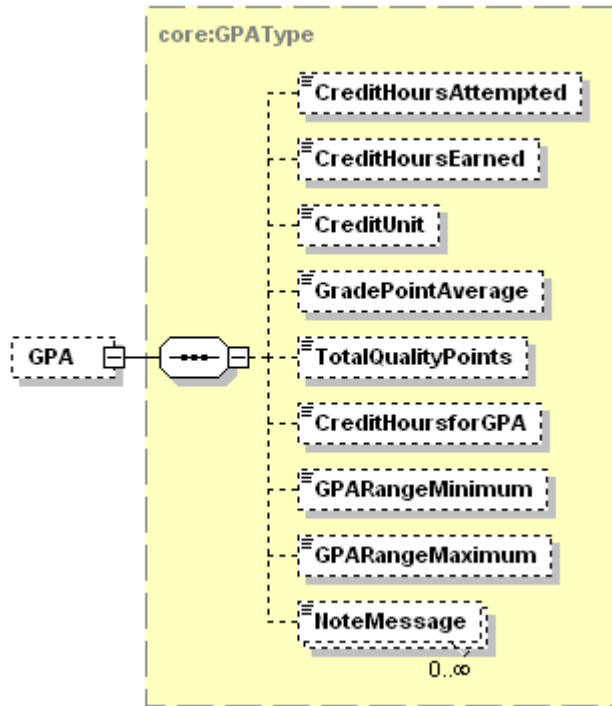 core:GPAType
CreditHoursAttempted
CreditHoursEarned
CreditUnit
GradePointAverage
GPA
TotalQualityPoints
CreditHoursforGPA
GPARangeMinimum
GPARangeMaximum
NoteMessage
0..∞